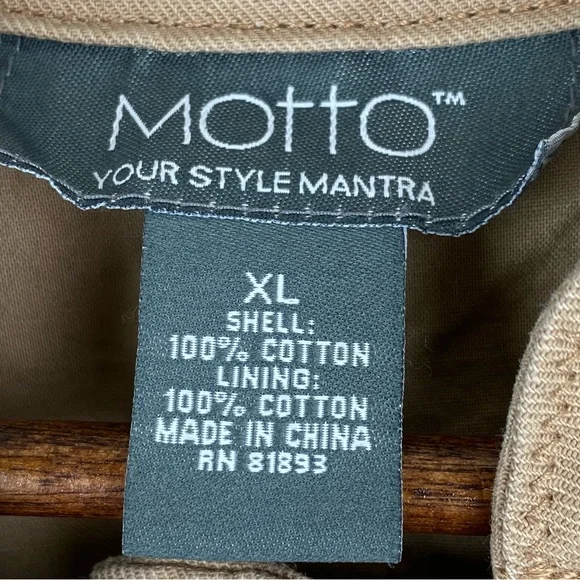 Motto™
YOUR STYLE MANTRA
XL
SHELL:
100% COTTON
LINING:
100% COTTON
MADE IN CHINA
RN 81893